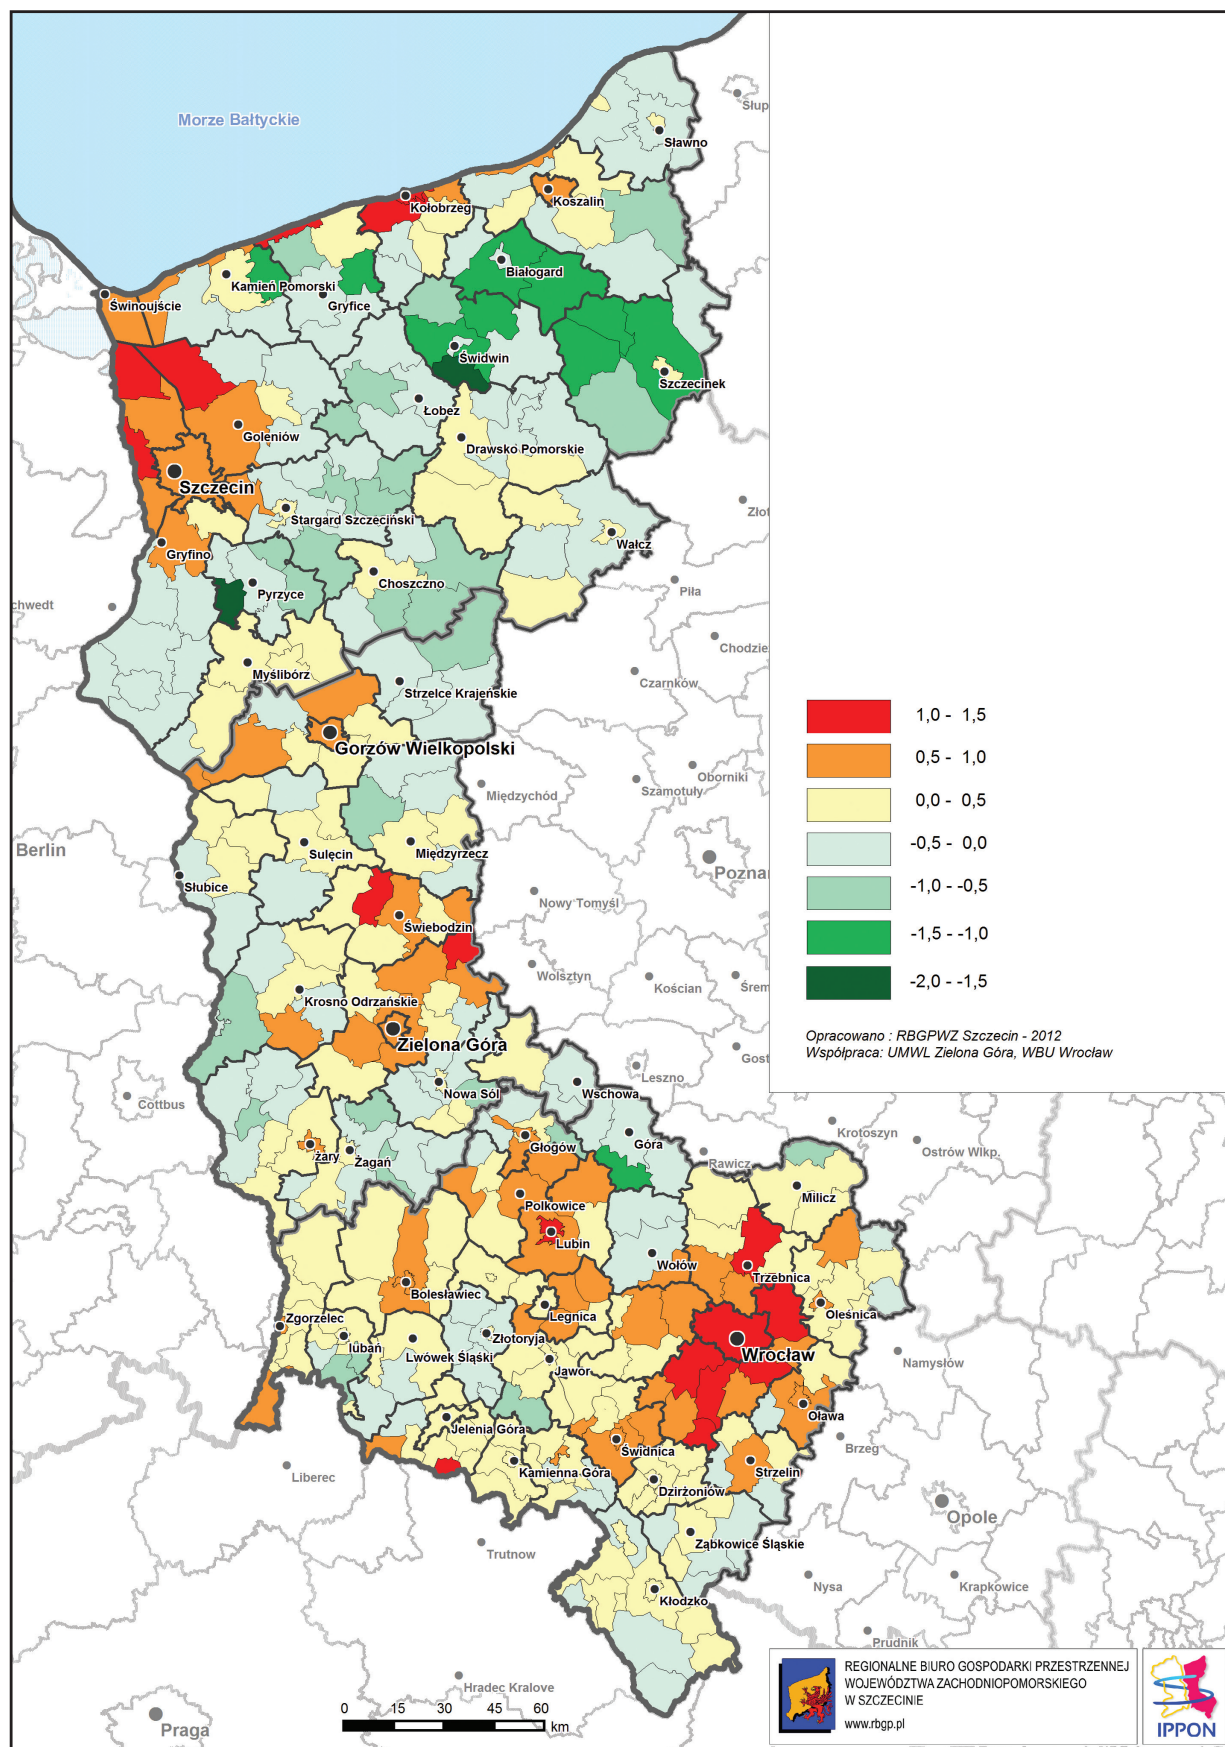 Morze Bałtyckie
Słup
Sławno
Koszalin
Kołobrzeg
Białogard
Kamień Pomorski
Gryfice
Świnoujście
Świdwin
Szczecinek
Łobez
Goleniów
Drawsko Pomorskie
Szczecin
Stargard Szczeciński
Złot
Wałcz
Gryfino
Choszczno
Pyrzyce
Piła
chwedt
Chodzie
Myślibórz
Strzelce Krajeńskie
Czarnków
Gorzów Wielkopolski
Oborniki
Międzychód
Szamotuły
Berlin
Sulęcin
Międzyrzecz
Poznar
Słubice
Nowy Tomyśl
Świebodzin
Wolsztyn
Kościan
Śrem
Krosno Odrzańskie
Zielona Góra
Gost
Leszno
Nowa Sól
Wschowa
Cottbus
Krotoszyn
Góra
Głogów
Ostrów Wlkp.
Rawicz
Żary
Żagań
Milicz
Polkowice
Lubin
Wołów
Trzebnica
Bolesławiec
Legnica
Oleśnica
Zgorzelec
lubań
Złotoryja
Lwówek Śląski
Wrocław
Namysłów
Jawor
Oława
Jelenia Góra
Brzeg
Świdnica
Liberec
Kamienna Góra
Strzelin
Dzirżoniów
Opole
Trutnow
Ząbkowice Śląskie
Nysa
Krapkowice
Kłodzko
Prudnik
Hradec Kralove
Praga
1,0 - 1,5
0,5 - 1,0
0,0 - 0,5
-0,5 - 0,0
-1,0 - -0,5
-1,5 - -1,0
-2,0 - -1,5
Opracowano : RBGPWZ Szczecin - 2012
Współpraca: UMWL Zielona Góra, WBU Wrocław
0 15 30 45 60
km
REGIONALNE BIURO GOSPODARKI PRZESTRZENNEJ
WOJEWÓDZTWA ZACHODNIOPOMORSKIEGO
W SZCZECINIE
www.rbgp.pl
IPPON